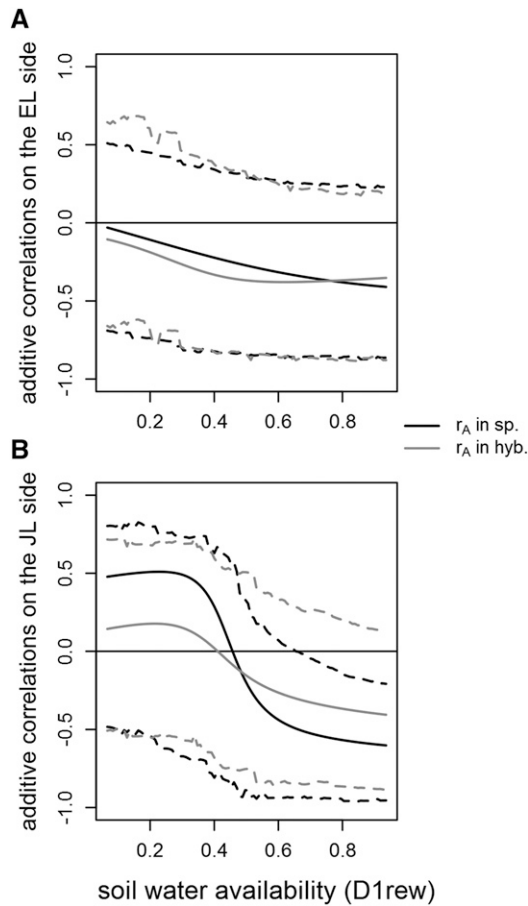 A
additive correlations on the EL side
1.0
0.5
0.0
-0.5
-1.0
0.2 0.4 0.6 0.8
r_A in sp.
r_A in hyb.
B
additive correlations on the JL side
1.0
0.5
0.0
-0.5
-1.0
0.2 0.4 0.6 0.8
soil water availability (D1rew)